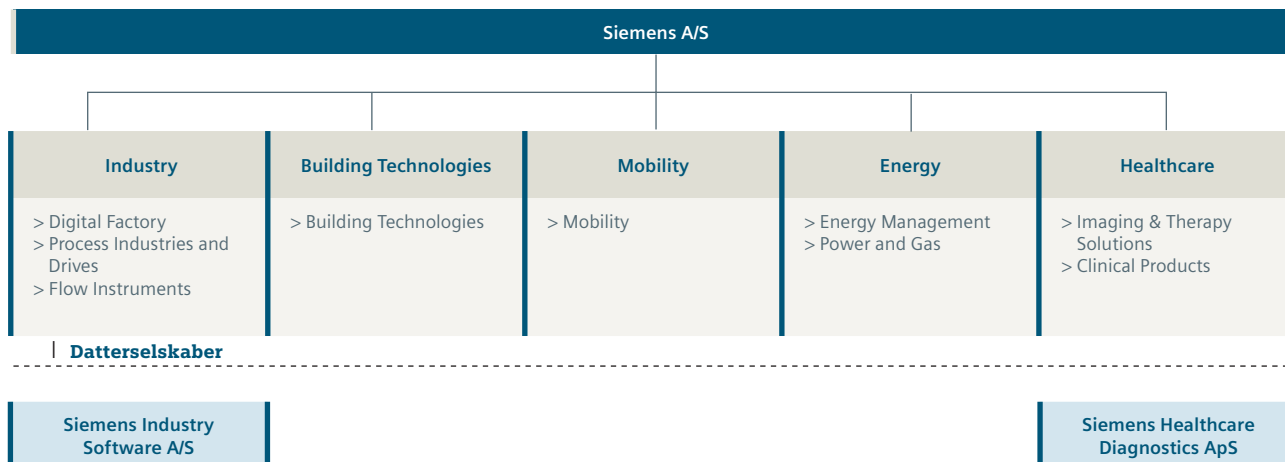 Siemens A/S
Industry
Building Technologies
Mobility
Energy
Healthcare
> Digital Factory
> Process Industries and
Drives
> Flow Instruments
> Building Technologies
> Mobility
> Energy Management
> Power and Gas
> Imaging & Therapy
Solutions
> Clinical Products
Datterselskaber
Siemens Industry
Software A/S
Siemens Healthcare
Diagnostics ApS